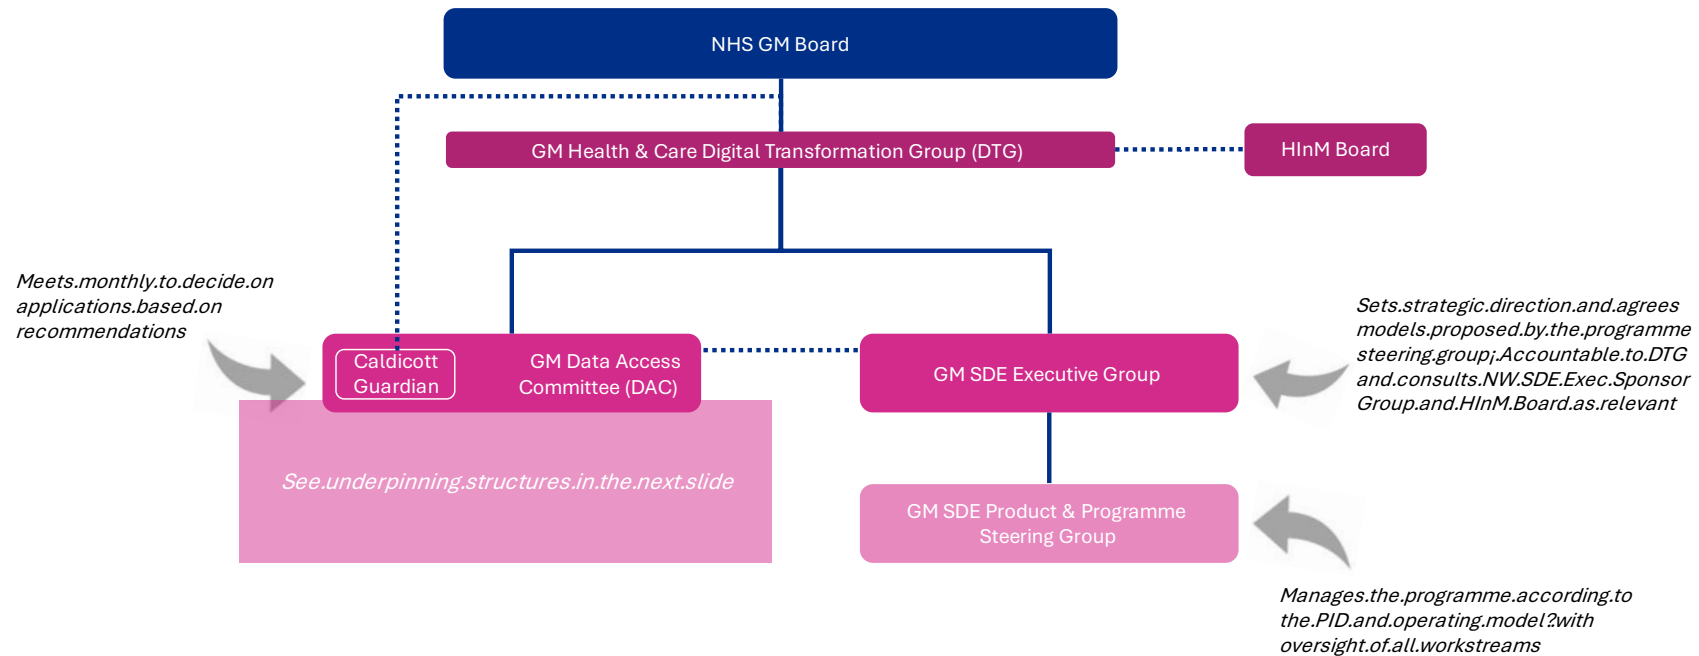 NHS GM Board
GM Health & Care Digital Transformation Group (DTG)
HInM Board
Meets.monthly.to.decide.on
applications.based.on
recommendations
Sets.strategic.direction.and.agrees
models.proposed.by.the.programme
steering.group¡.Accountable.to.DTG
and.consults.NW.SDE.Exec.Sponsor
Group.and.HInM.Board.as.relevant
Caldicott
Guardian
GM Data Access
Committee (DAC)
GM SDE Executive Group
See.underpinning.structures.in.the.next.slide
GM SDE Product & Programme
Steering Group
Manages.the.programme.according.to
the.PID.and.operating.model?with
oversight.of.all.workstreams